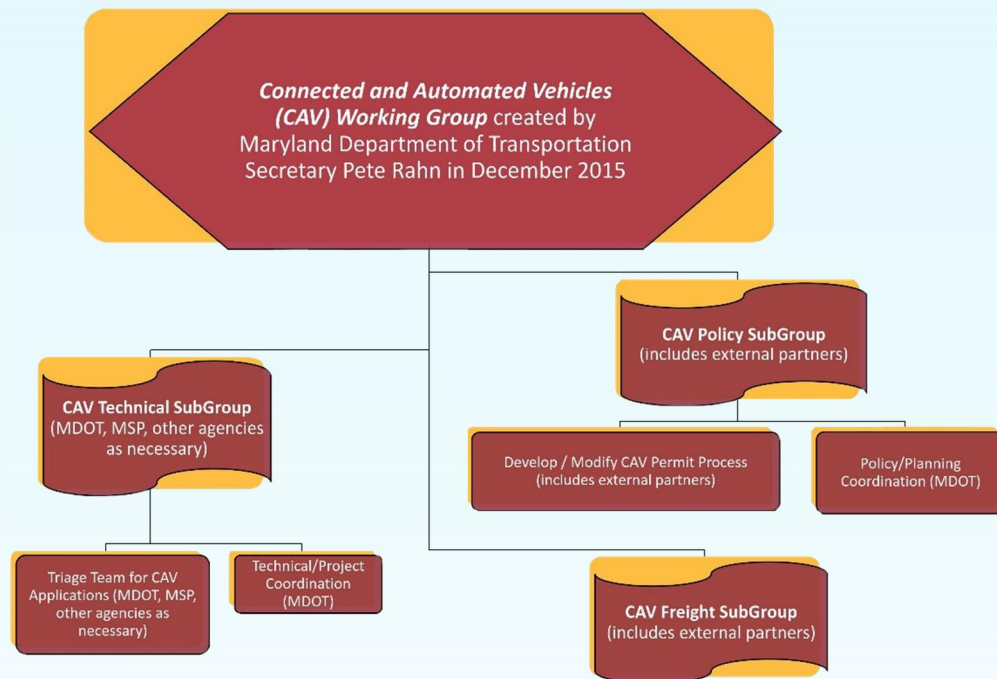 Connected and Automated Vehicles
(CAV) Working Group created by
Maryland Department of Transportation
Secretary Pete Rahn in December 2015
CAV Policy SubGroup
(includes external partners)
CAV Technical SubGroup
(MDOT, MSP, other agencies
as necessary)
Develop / Modify CAV Permit Process
(includes external partners)
Policy/Planning
Coordination (MDOT)
Triage Team for CAV
Applications (MDOT, MSP,
other agencies as
necessary)
Technical/Project
Coordination
(MDOT)
CAV Freight SubGroup
(includes external partners)